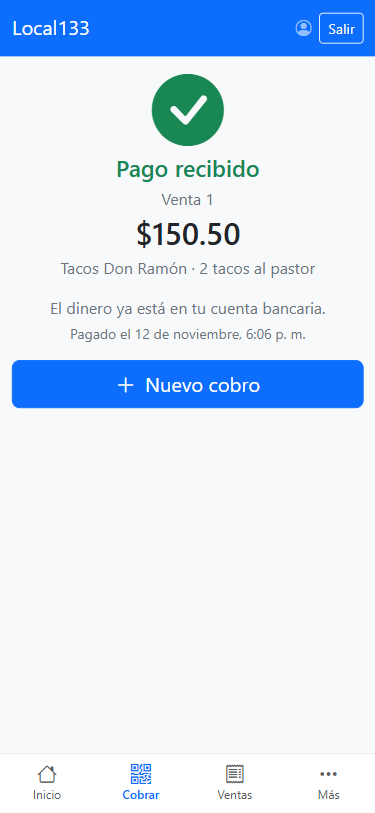 Local133
Salir
Pago recibido
Venta 1
$150.50
Tacos Don Ramón · 2 tacos al pastor
El dinero ya está en tu cuenta bancaria.
Pagado el 12 de noviembre, 6:06 p. m.
+ Nuevo cobro
Inicio
Cobrar
Ventas
Más